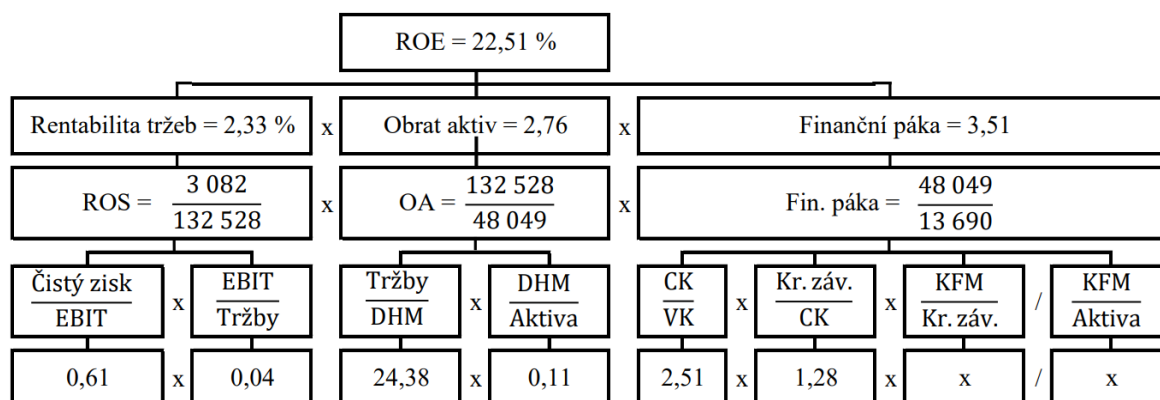 ROE = 22,51 %
Rentabilita tržeb = 2,33 % x Obrat aktiv = 2,76 x Finanční páka = 3,51
ROS = 3 082 / 132 528 x OA = 132 528 / 48 049 x Fin. páka = 48 049 / 13 690
Čistý zisk / EBIT x EBIT / Tržby Tržby / DHM x DHM / Aktiva CK / VK x Kr. záv. / CK x KFM / Kr. záv. / KFM / Aktiva
0,61 x 0,04 24,38 x 0,11 2,51 x 1,28 x x / x